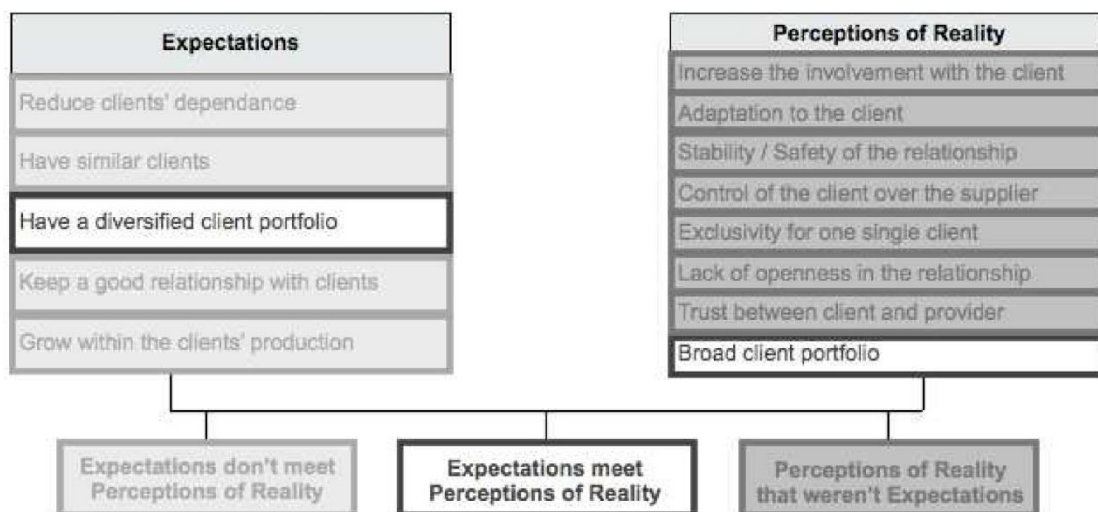 Expectations
Reduce clients' dependance
Have similar clients
Have a diversified client portfolio
Keep a good relationship with clients
Grow within the clients' production
Perceptions of Reality
Increase the involvement with the client
Adaptation to the client
Stability / Safety of the relationship
Control of the client over the supplier
Exclusivity for one single client
Lack of openness in the relationship
Trust between client and provider
Broad client portfolio
Expectations don't meet
Perceptions of Reality
Expectations meet
Perceptions of Reality
Perceptions of Reality
that weren't Expectations